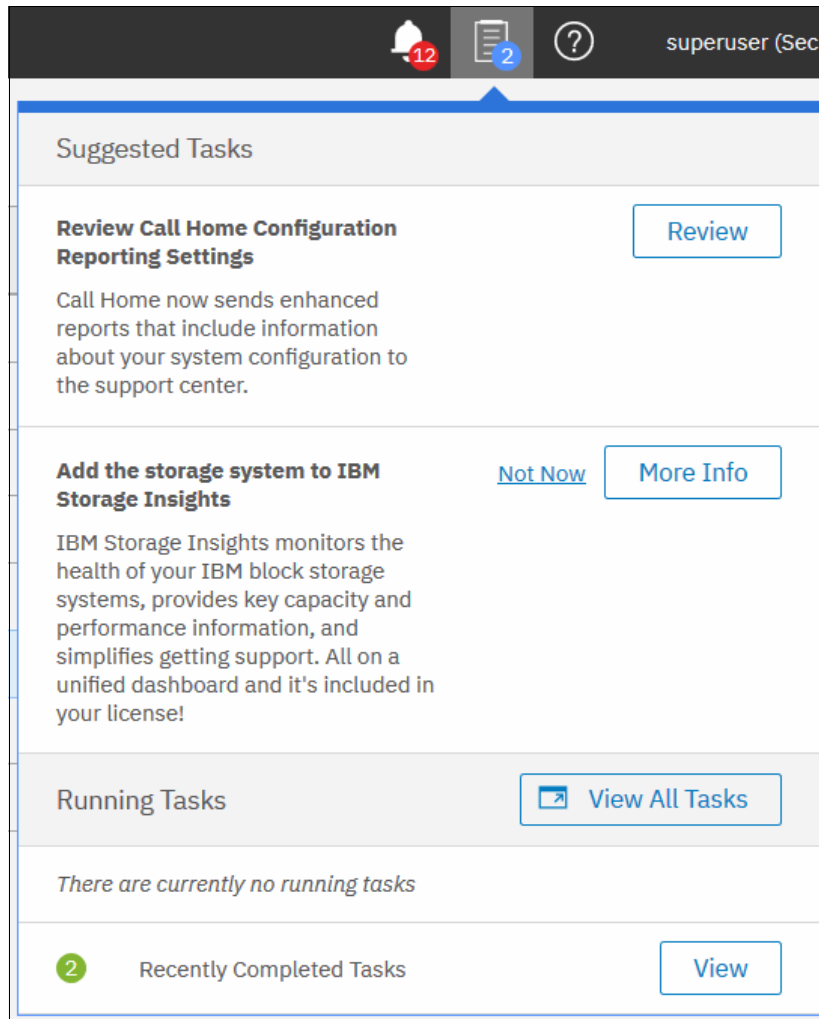 12
2
?
superuser (Sec
Suggested Tasks
Review Call Home Configuration
Reporting Settings
Review
Call Home now sends enhanced
reports that include information
about your system configuration to
the support center.
Add the storage system to IBM
Storage Insights
Not Now
More Info
IBM Storage Insights monitors the
health of your IBM block storage
systems, provides key capacity and
performance information, and
simplifies getting support. All on a
unified dashboard and it's included in
your license!
Running Tasks
View All Tasks
There are currently no running tasks
2
Recently Completed Tasks
View